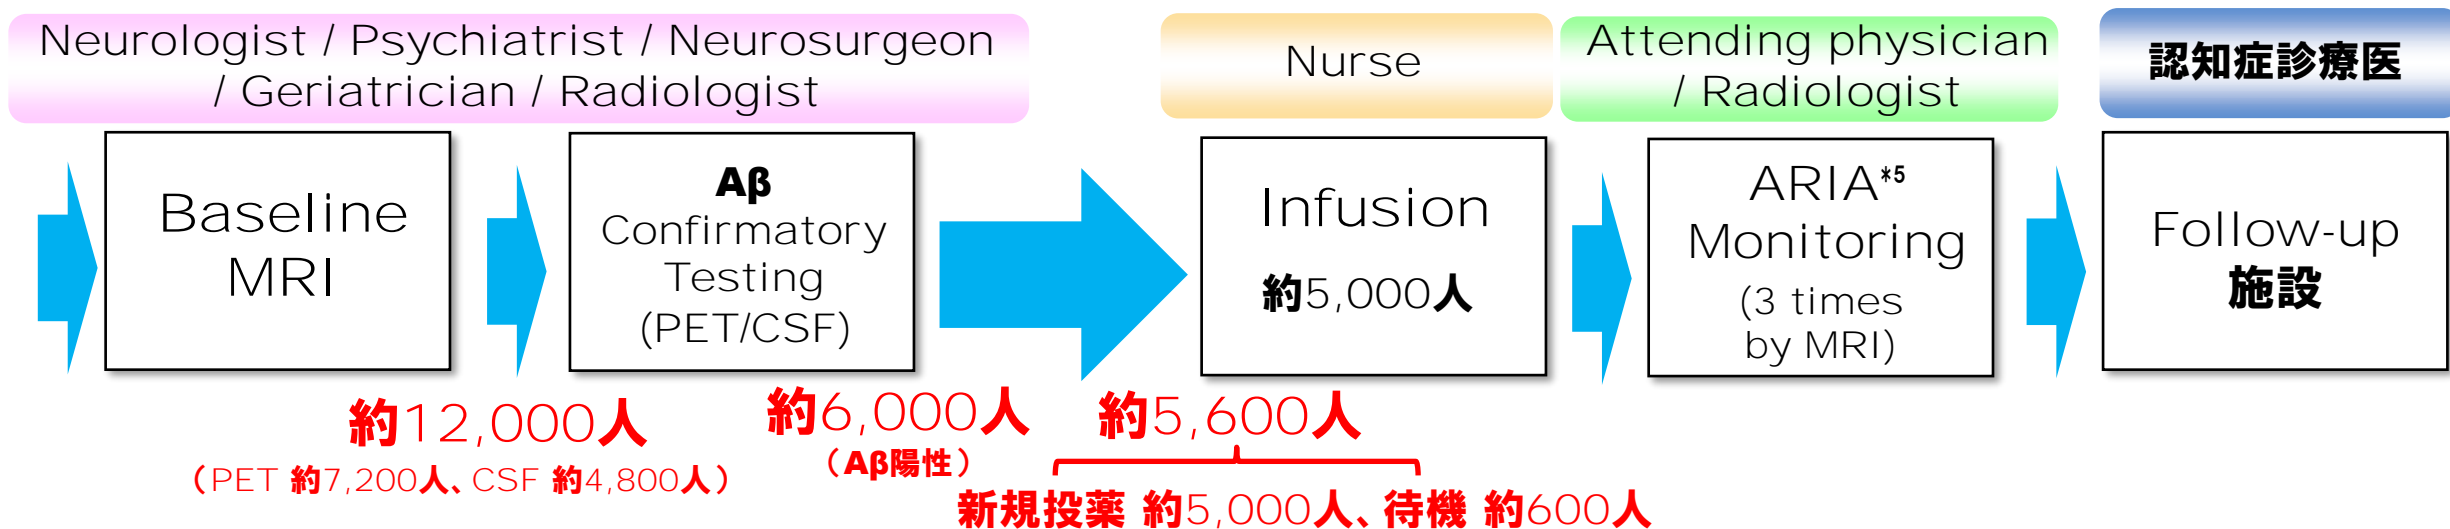 Neurologist / Psychiatrist / Neurosurgeon
/ Geriatrician / Radiologist
Nurse
Attending physician
/ Radiologist
認知症診療医
Baseline
MRI
Aβ
Confirmatory
Testing
(PET/CSF)
Infusion
約5,000人
ARIA*5
Monitoring
(3 times
by MRI)
Follow-up
施設
約12,000人
（PET 約7,200人、CSF 約4,800人）
約6,000人
（Aβ陽性）
約5,600人
新規投薬 約5,000人、待機 約600人